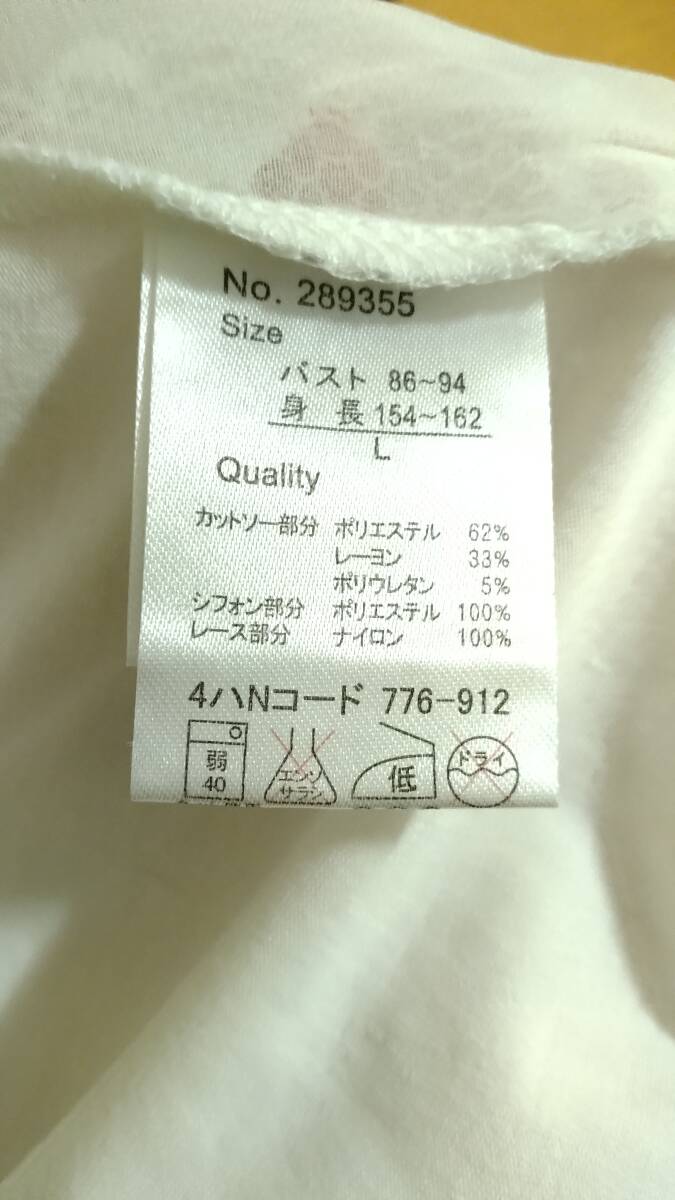 No. 289355
Size
バスト 86~94
身 長 154~162
L
Quality
カットソー部分 ポリエステル 62%
レーヨン 33%
ポリウレタン 5%
シフォン部分 ポリエステル 100%
レース部分 ナイロン 100%
4ハNコード 776-912
弱 40
エンソ サラシ
低
ドライ